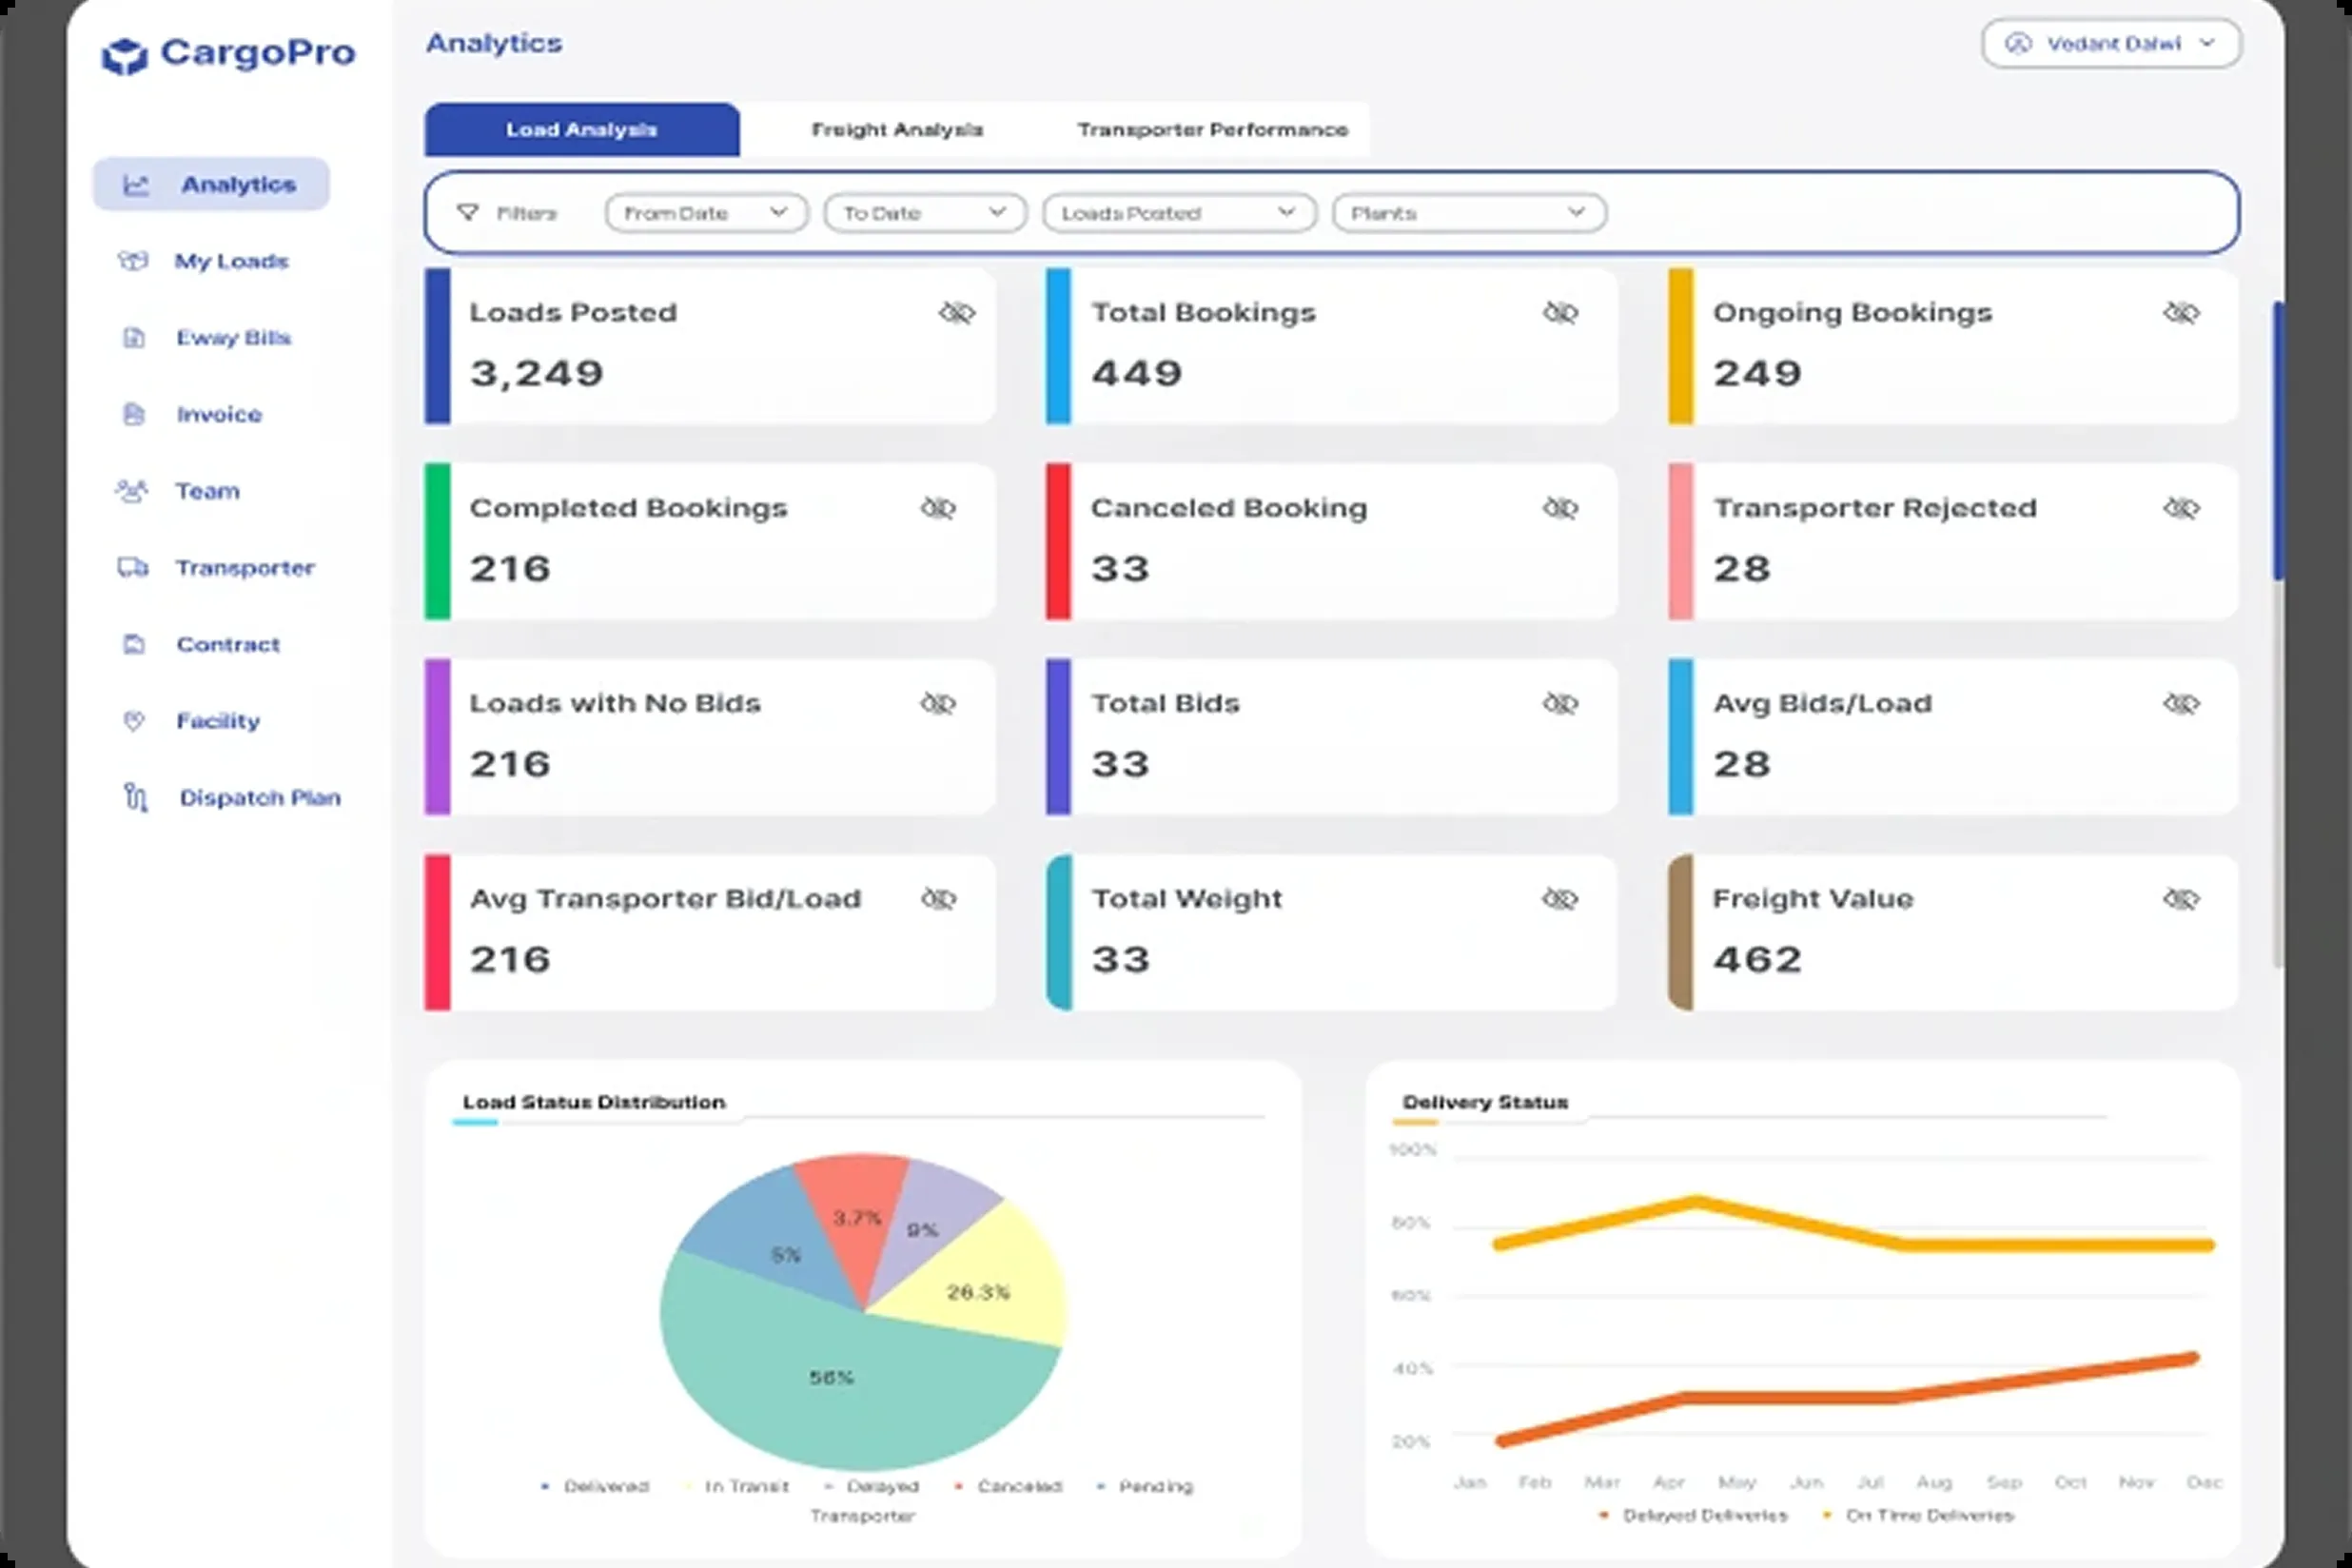 CargoPro
Analytics
Vedant Dalwi
Load Analysis
Freight Analysis
Transporter Performance
Filters
From Date
To Date
Loads Posted
Plants
Analytics
My Loads
Eway Bills
Invoice
Team
Transporter
Contract
Facility
Dispatch Plan
Loads Posted
3,249
Total Bookings
449
Ongoing Bookings
249
Completed Bookings
216
Canceled Booking
33
Transporter Rejected
28
Loads with No Bids
216
Total Bids
33
Avg Bids/Load
28
Avg Transporter Bid/Load
216
Total Weight
33
Freight Value
462
Load Status Distribution
3.7%
9%
5%
26.3%
56%
Delivered In Transit Delayed Canceled Pending
Transporter
Delivery Status
100%
80%
60%
40%
20%
Jan Feb Mar Apr May Jun Jul Aug Sep Oct Nov Dec
Delayed Deliveries On Time Deliveries